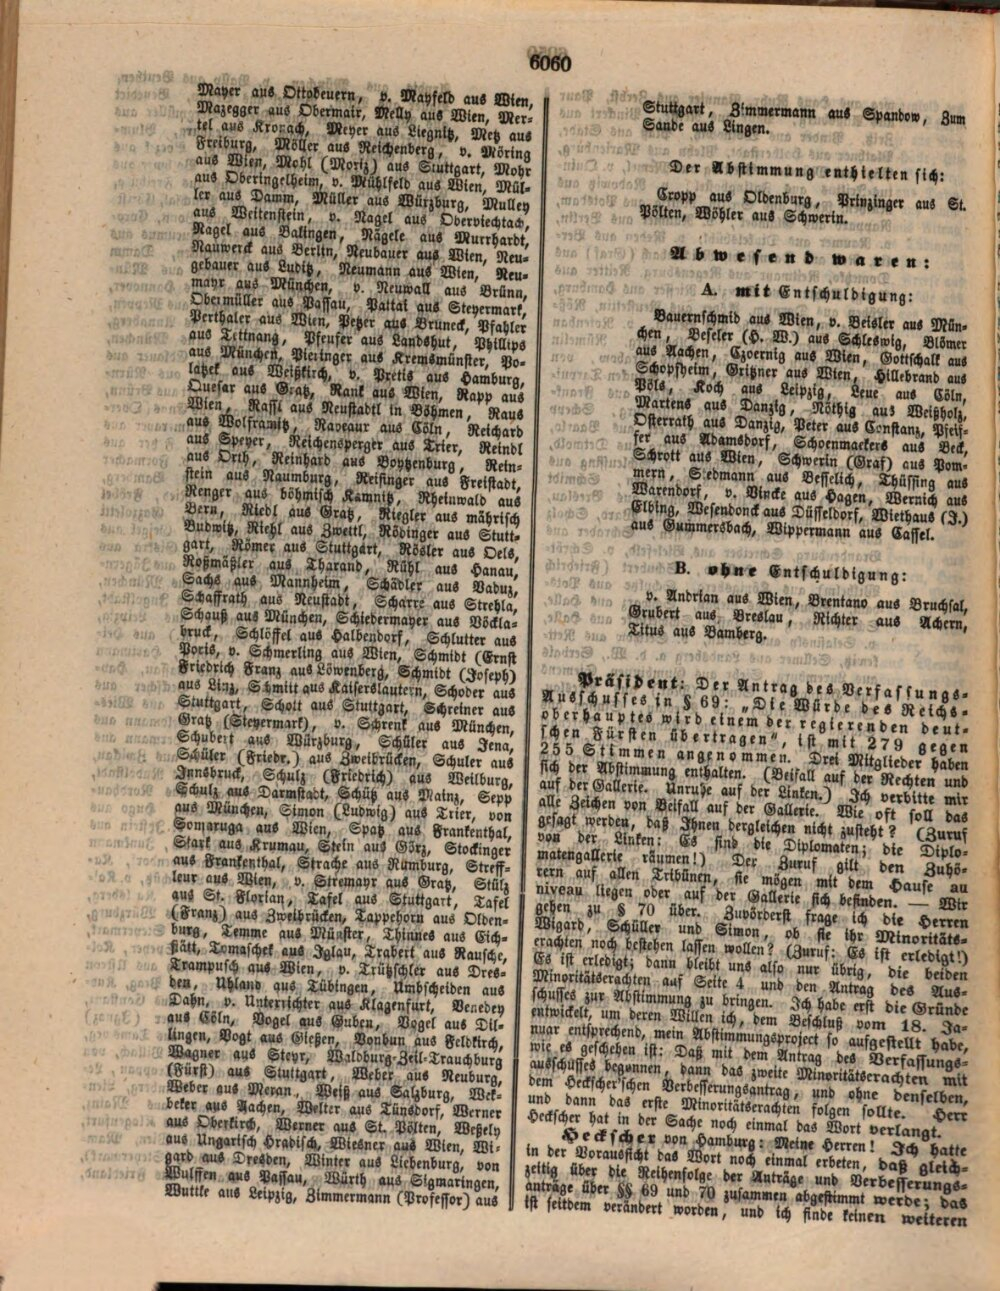 6060
Mayer aus Ottobeuern, v. Mayfeld aus Wien,
Mazegger aus Obermair, Melly aus Wien, Mer-
tel aus Kronach, Meyer aus Liegnitz, Metz aus
Freiburg, Möller aus Reichenberg, v. Möring
aus Wien, Mohl (Moriz) aus Stuttgart, Mohr
aus Oberingelheim, v. Mühlfeld aus Wien, Mül-
ler aus Damm, Müller aus Würzburg, Mulley
aus Weitenstein, v. Nagel aus Oberviechtach,
Nagel aus Balingen, Nägele aus Murrhardt,
Nauwerck aus Berlin, Neubauer aus Wien, Neu-
gebauer aus Luditz, Neumann aus Wien, Neu-
mayr aus München, v. Neuwall aus Brünn,
Obermüller aus Passau, Pattai aus Steyermark,
Perthaler aus Wien, Petzer aus Bruneck, Pfahler
aus Tettnang, Pfeufer aus Landshut, Phillips
aus München, Pieringer aus Kremsmünster, Po-
latzek aus Weißkirch, v. Pretis aus Hamburg,
Quesar aus Gratz, Rank aus Wien, Rapp aus
Wien, Rassl aus Neustadtl in Böhmen, Raus
aus Wolframitz, Raveaux aus Cöln, Reichard
aus Speyer, Reichensperger aus Trier, Reindl
aus Orth, Reinhard aus Boytzenburg, Rein-
stein aus Naumburg, Reisinger aus Freistadt,
Renger aus böhmisch Kamnitz, Rheinwald aus
Bern, Riedl aus Gratz, Riegler aus mährisch
Budwitz, Riehl aus Zwettl, Rödinger aus Stutt-
gart, Römer aus Stuttgart, Rösler aus Oels,
Roßmäßler aus Tharand, Rühl aus Hanau,
Sachs aus Mannheim, Schädler aus Vaduz,
Schaffrath aus Neustadt, Scharre aus Strehla,
Schauß aus München, Schiedermayer aus Vöckla-
bruck, Schlöffel aus Halbendorf, Schlutter aus
Poris, v. Schmerling aus Wien, Schmidt (Ernst
Friedrich Franz aus Löwenberg, Schmidt (Joseph)
aus Linz, Schmitt aus Kaiserslautern, Schoder aus
Stuttgart, Schott aus Stuttgart, Schreiner aus
Gratz (Steyermark), v. Schrenk aus München,
Schubert aus Würzburg, Schüler aus Jena,
Schüler (Friedr.) aus Zweibrücken, Schuler aus
Innsbruck, Schulz (Friedrich) aus Weilburg,
Schulz aus Darmstadt, Schütz aus Mainz, Sepp
aus München, Simon (Ludwig) aus Trier, von
Somaruga aus Wien, Spatz aus Frankenthal,
Stark aus Krumau, Stein aus Görz, Stockinger
aus Frankenthal, Strache aus Rumburg, Streff-
leur aus Wien, v. Stremayr aus Gratz, Stülz
aus St. Florian, Tafel aus Stuttgart, Tafel
(Franz) aus Zweibrücken, Tappehorn aus Olden-
burg, Temme aus Münster, Thinnes aus Eich-
stätt, Tomaschek aus Iglau, Trabert aus Rausche,
Trampusch aus Wien, v. Trützschler aus Dres-
den, Uhland aus Tübingen, Umbscheiden aus
Dahn, v. Unterrichter aus Klagenfurt, Venedey
aus Cöln, Vogel aus Guben, Vogel aus Dil-
lingen, Vogt aus Gießen, Vonbun aus Feldkirch,
Wagner aus Steyr, Waldburg-Zeil-Trauchburg
(Fürst) aus Stuttgart, Weber aus Neuburg,
Weber aus Meran, Weiß aus Salzburg, Wek-
beker aus Aachen, Welter aus Tünsdorf, Werner
aus Oberkirch, Werner aus St. Pölten, Weßely
aus Ungarisch Hradisch, Wiesner aus Wien, Wi-
gard aus Dresden, Winter aus Liebenburg, von
Wulffen aus Passau, Würth aus Sigmaringen,
Wuttke aus Leipzig, Zimmermann (Professor) aus
Stuttgart, Zimmermann aus Spandow, Zum
Sande aus Lingen.
Der Abstimmung enthielten sich:
Cropp aus Oldenburg, Prinzinger aus St.
Pölten, Wöhler aus Schwerin.
Abwesend waren:
A. mit Entschuldigung:
Bauernschmid aus Wien, v. Beisler aus Mün-
chen, Beseler (H. W.) aus Schleswig, Blömer
aus Aachen, Czoernig aus Wien, Gottschalk aus
Schopfheim, Gritzner aus Wien, Hillebrand aus
Pöls, Koch aus Leipzig, Leue aus Cöln,
Martens aus Danzig, Nöthig aus Weißholz,
Osterrath aus Danzig, Peter aus Constanz, Pfeif-
fer aus Adamsdorf, Schoenmaekers aus Beck,
Schrott aus Wien, Schwerin (Graf) aus Pom-
mern, Stedmann aus Besselich, Thüssing aus
Warendorf, v. Vincke aus Hagen, Wernich aus
Elbing, Wesendonck aus Düsseldorf, Wiethaus (J.)
aus Gummersbach, Wippermann aus Cassel.
B. ohne Entschuldigung:
v. Andrian aus Wien, Brentano aus Bruchsal,
Grubert aus Breslau, Richter aus Achern,
Titus aus Bamberg.
Präsident: Der Antrag des Verfassungs-
Ausschusses in § 69: „Die Würde des Reichs-
oberhauptes wird einem der regierenden deut-
schen Fürsten übertragen“, ist mit 279 gegen
255 Stimmen angenommen. Drei Mitglieder haben
sich der Abstimmung enthalten. (Beifall auf der Rechten und
auf der Gallerie. Unruhe auf der Linken.) Ich verbitte mir
alle Zeichen von Beifall auf der Gallerie. Wie oft soll das
gesagt werden, daß Ihnen dergleichen nicht zusteht? (Zuruf
von der Linken: Es sind die Diplomaten; die Diplo-
matengallerie räumen!) Der Zuruf gilt den Zuhö-
rern auf allen Tribünen, sie mögen mit dem Hause au
niveau liegen oder auf der Gallerie sich befinden. — Wir
gehen zu § 70 über. Zuvörderst frage ich die Herren
Wigard, Schüller und Simon, ob sie ihr Minoritäts-
erachten noch bestehen lassen wollen? (Zuruf: Es ist erledigt!)
Es ist erledigt; dann bleibt uns also nur übrig, die beiden
Minoritätserachten auf Seite 4 und den Antrag des Aus-
schusses zur Abstimmung zu bringen. Ich habe erst die Gründe
entwickelt, um deren Willen ich, dem Beschluß vom 18. Ja-
nuar entsprechend, mein Abstimmungsproject so aufgestellt habe,
wie es geschehen ist: Daß mit dem Antrag des Verfassungs-
ausschusses begonnen, dann das zweite Minoritätserachten mit
dem Heckscher'schen Verbesserungsantrag, und ohne denselben,
und dann das erste Minoritätserachten folgen sollte. Herr
Heckscher hat in der Sache noch einmal das Wort verlangt.
Heckscher von Hamburg: Meine Herren! Ich hatte
in der Voraussicht das Wort noch einmal erbeten, daß gleich-
zeitig über die Reihenfolge der Anträge und Verbesserungs-
anträge über §§ 69 und 70 zusammen abgestimmt werde; das
ist seitdem verändert worden, und ich finde keinen weiteren